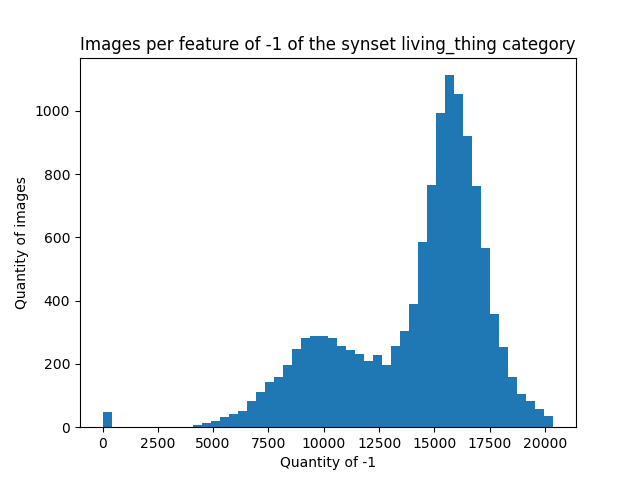 Images per feature of -1 of the synset living_thing category
Quantity of images
1000
800
600
400
200
0
0 2500 5000 7500 10000 12500 15000 17500 20000
Quantity of -1